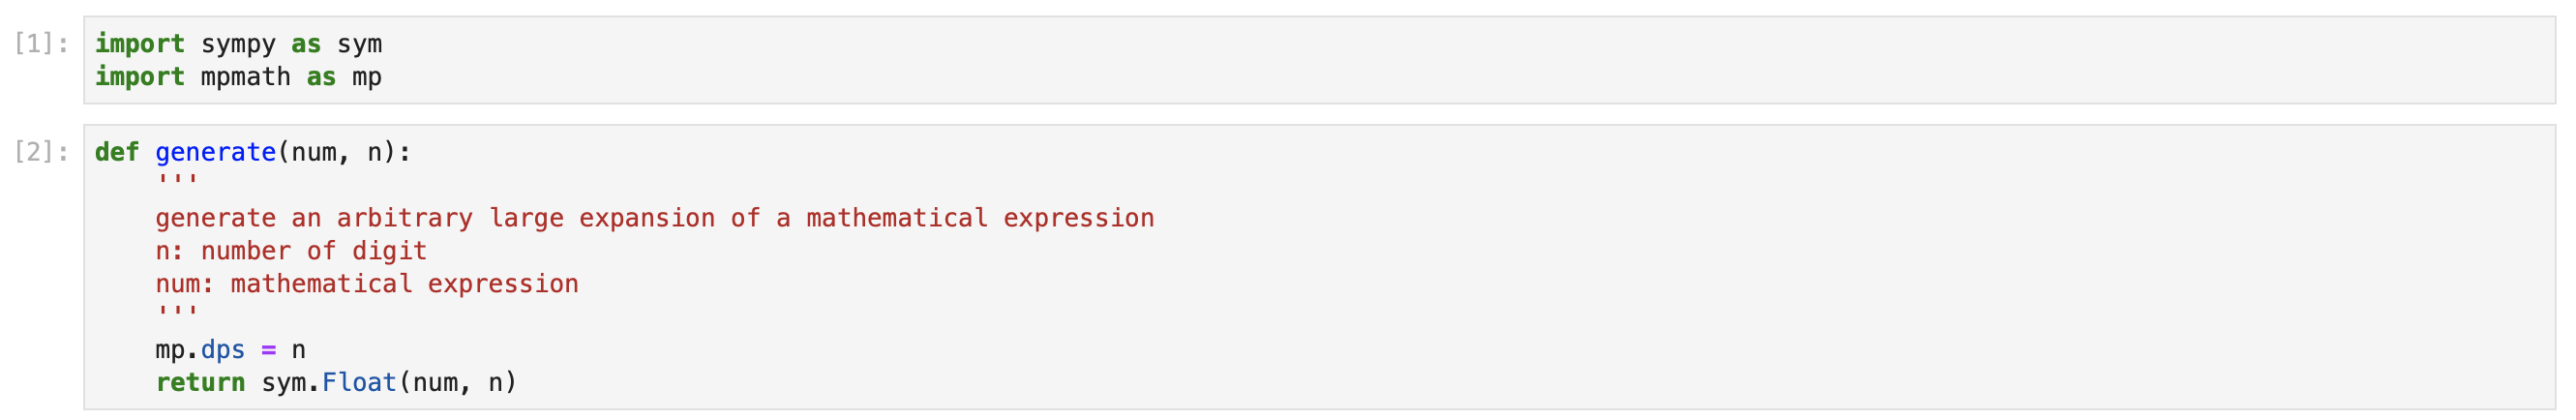 [1]: import sympy as sym
import mpmath as mp
[2]: def generate(num, n):
'''
generate an arbitrary large expansion of a mathematical expression
n: number of digit
num: mathematical expression
'''
mp.dps = n
return sym.Float(num, n)